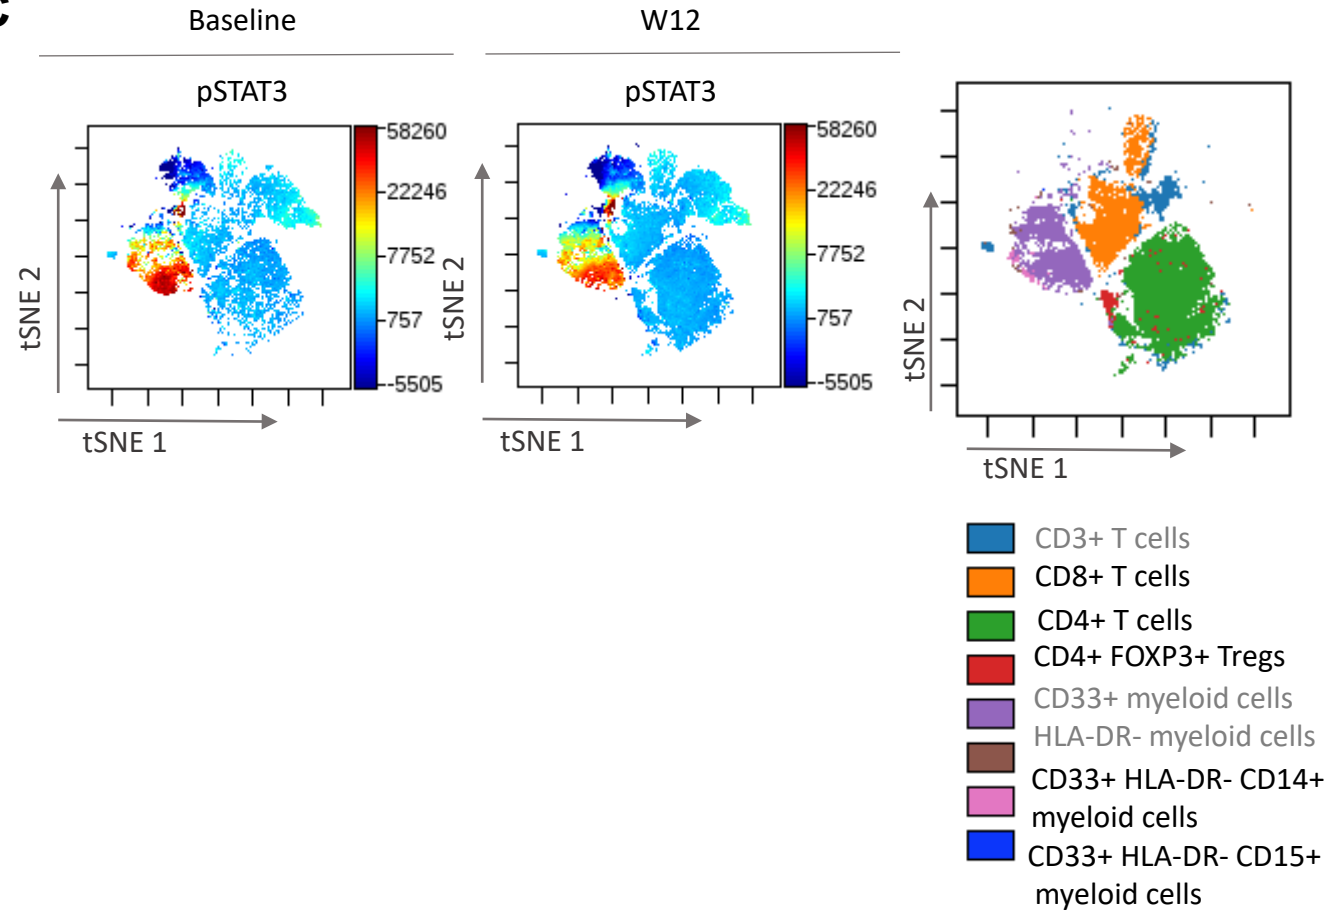 c
Baseline
W12
pSTAT3
pSTAT3
58260
22246
7752
757
-5505
58260
22246
7752
757
-5505
tSNE 2
tSNE 1
tSNE 2
tSNE 1
tSNE 2
tSNE 1
CD3+ T cells
CD8+ T cells
CD4+ T cells
CD4+ FOXP3+ Tregs
CD33+ myeloid cells
HLA-DR- myeloid cells
CD33+ HLA-DR- CD14+
myeloid cells
CD33+ HLA-DR- CD15+
myeloid cells